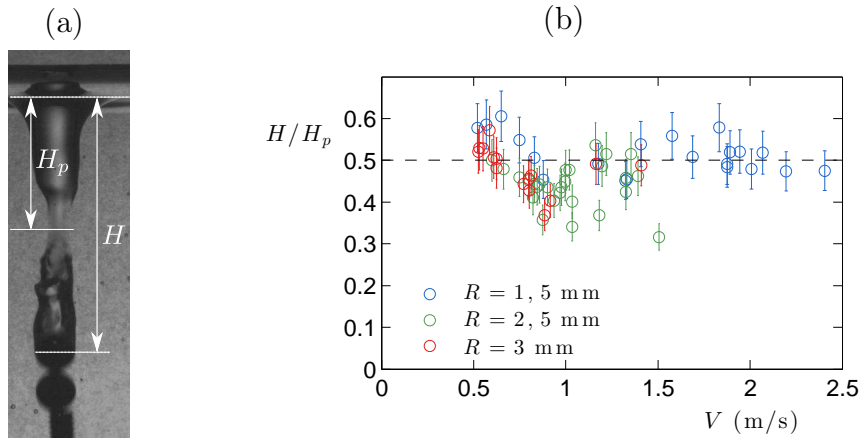 (a)
(b)
H_p
H
H/H_p
0.6
0.5
0.4
0.3
0.2
0.1
0
R = 1, 5 mm
R = 2, 5 mm
R = 3 mm
0 0.5 1 1.5 2 2.5
V (m/s)